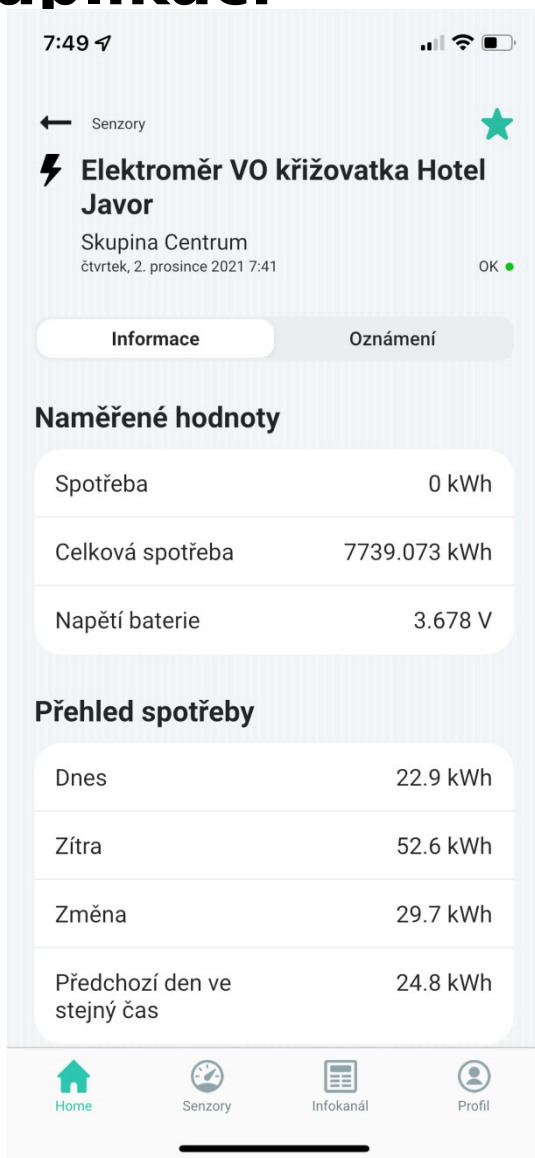 aplikaci
7:49
Senzory
Elektroměr VO křižovatka Hotel
Javor
Skupina Centrum
čtvrtek, 2. prosince 2021 7:41
OK
Informace
Oznámení
Naměřené hodnoty
Spotřeba 0 kWh
Celková spotřeba 7739.073 kWh
Napětí baterie 3.678 V
Přehled spotřeby
Dnes 22.9 kWh
Zítra 52.6 kWh
Změna 29.7 kWh
Předchozí den ve 24.8 kWh
stejný čas
Home Senzory Infokanál Profil